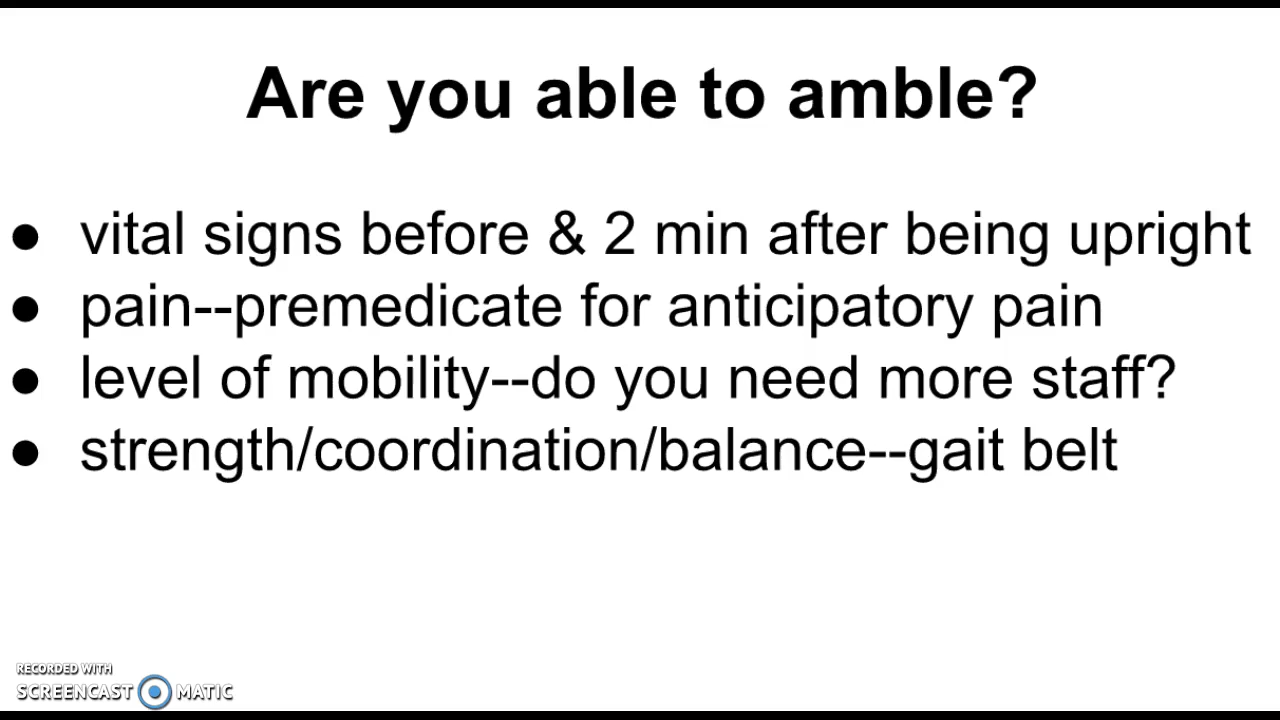 Are you able to amble?
● vital signs before & 2 min after being upright
● pain--premedicate for anticipatory pain
● level of mobility--do you need more staff?
● strength/coordination/balance--gait belt
RECORDED WITH
SCREENCAST MATIC